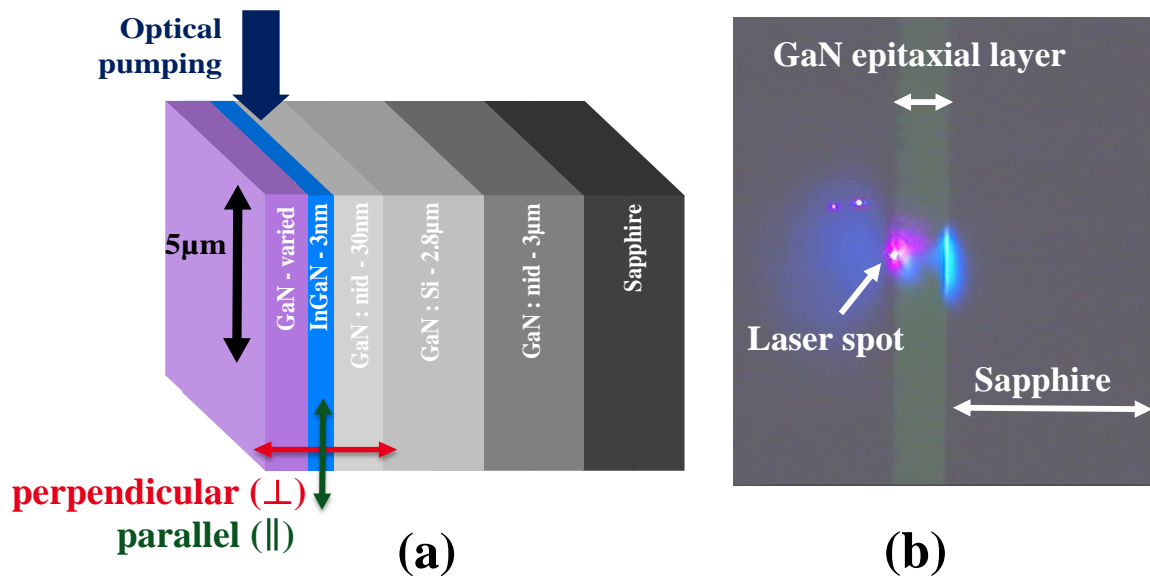 Optical
pumping
5µm
GaN - varied
InGaN - 3nm
GaN : nid - 30nm
GaN : Si - 2.8µm
GaN : nid - 3µm
Sapphire
perpendicular (⊥)
parallel (∥)
(a)
GaN epitaxial layer
Laser spot
Sapphire
(b)